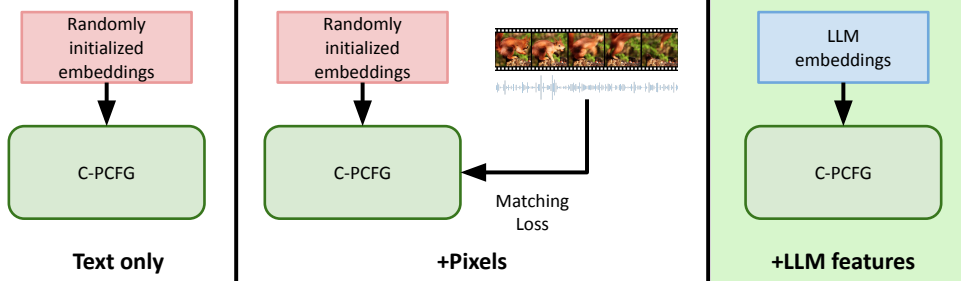 Randomly
initialized
embeddings
C-PCFG
Text only
Randomly
initialized
embeddings
C-PCFG
Matching
Loss
+Pixels
LLM
embeddings
C-PCFG
+LLM features